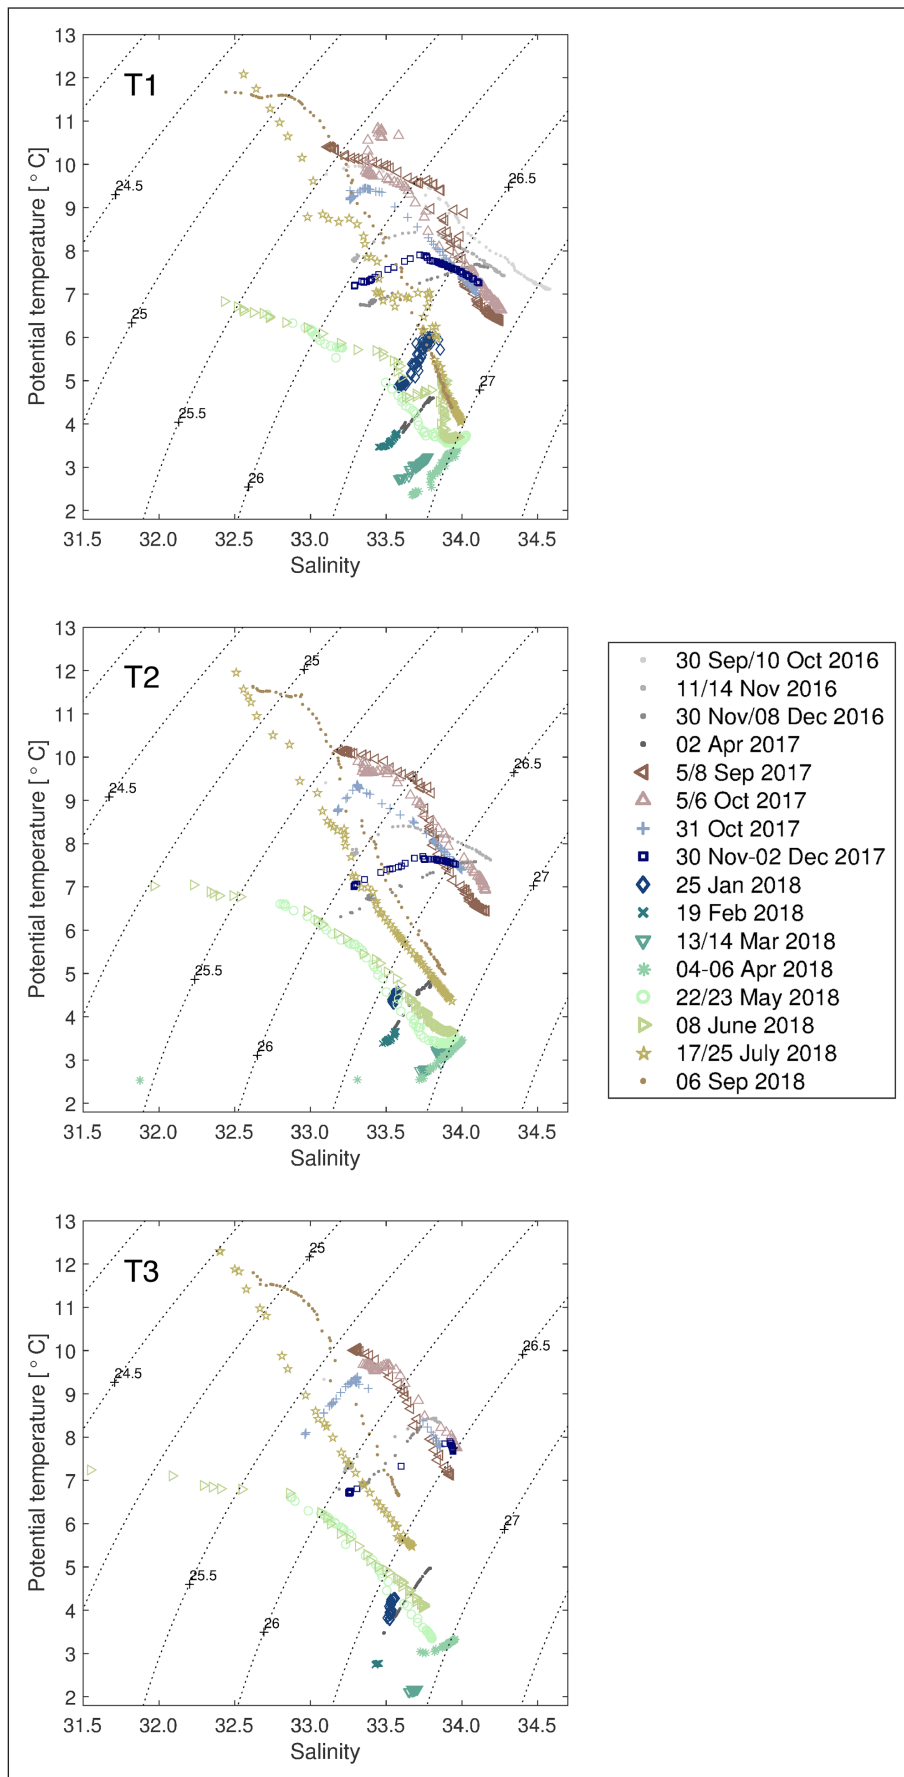 T1
Potential temperature [ ° C]
13
12
11
10
9
8
7
6
5
4
3
2
24.5
25
25.5
26
26.5
27
31.5 32.0 32.5 33.0 33.5 34.0 34.5
Salinity
T2
Potential temperature [ ° C]
13
12
11
10
9
8
7
6
5
4
3
2
25
24.5
26.5
27
25.5
26
31.5 32.0 32.5 33.0 33.5 34.0 34.5
Salinity
30 Sep/10 Oct 2016
11/14 Nov 2016
30 Nov/08 Dec 2016
02 Apr 2017
5/8 Sep 2017
5/6 Oct 2017
31 Oct 2017
30 Nov-02 Dec 2017
25 Jan 2018
19 Feb 2018
13/14 Mar 2018
04-06 Apr 2018
22/23 May 2018
08 June 2018
17/25 July 2018
06 Sep 2018
T3
Potential temperature [ ° C]
13
12
11
10
9
8
7
6
5
4
3
2
25
24.5
26.5
27
25.5
26
31.5 32.0 32.5 33.0 33.5 34.0 34.5
Salinity